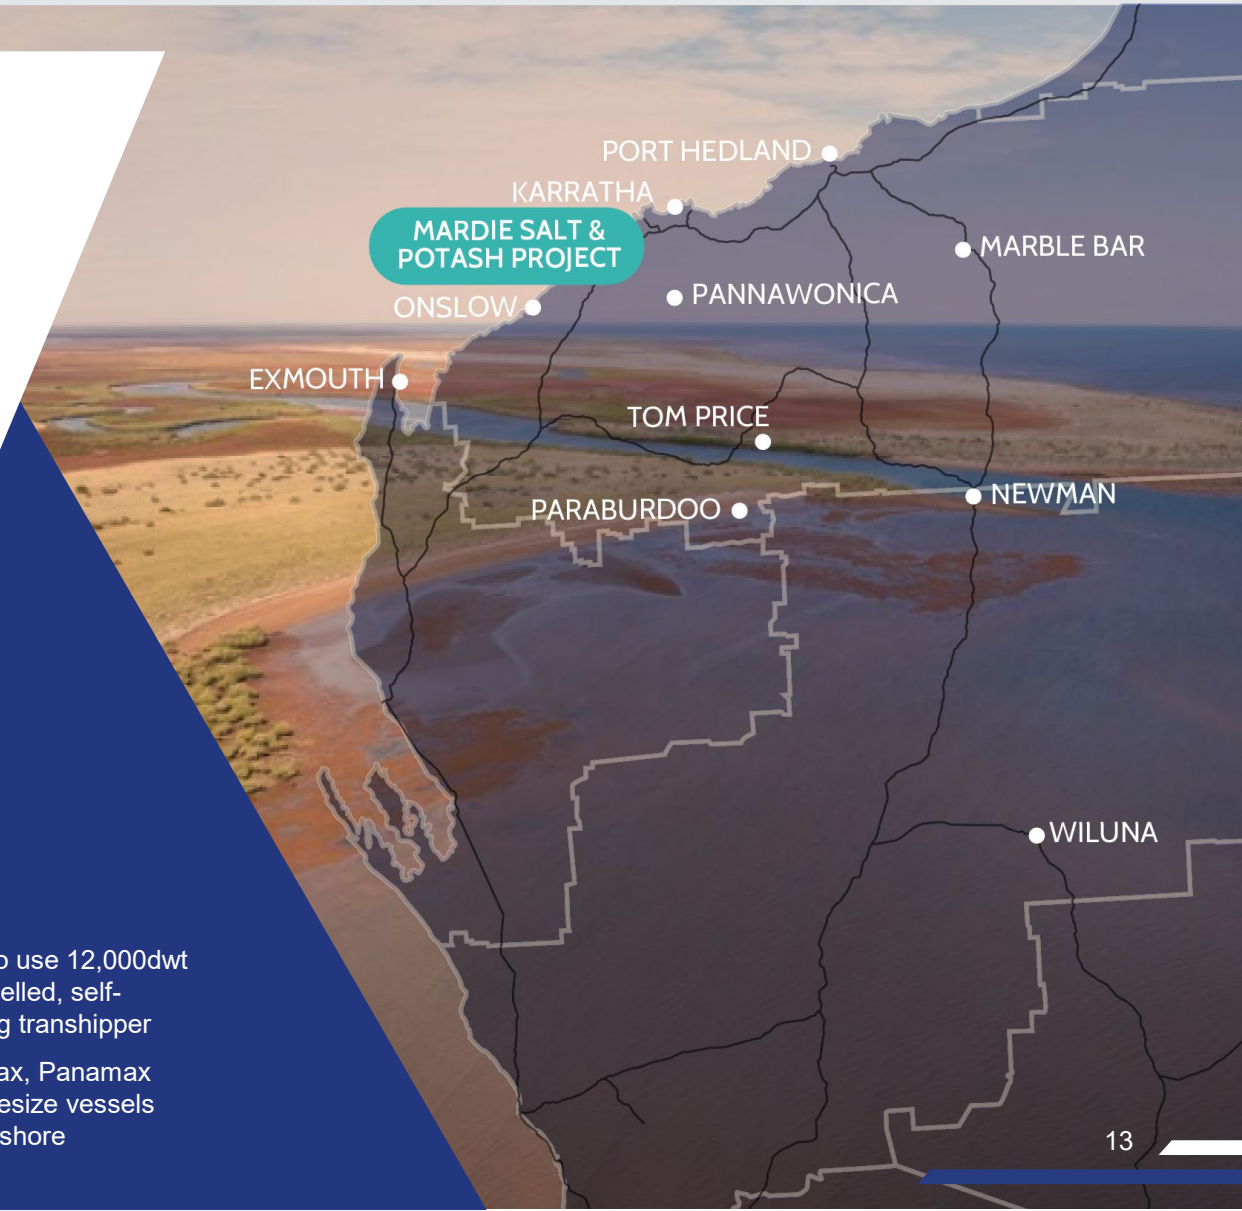 PORT HEDLAND
KARRATHA
MARDIE SALT &
POTASH PROJECT
MARBLE BAR
PANNAWONICA
ONSLOW
EXMOUTH
TOM PRICE
NEWMAN
PARABURDOO
WILUNA
use 12,000dwt
elled, self-
g transhipper
ax, Panamax
esize vessels
shore
13